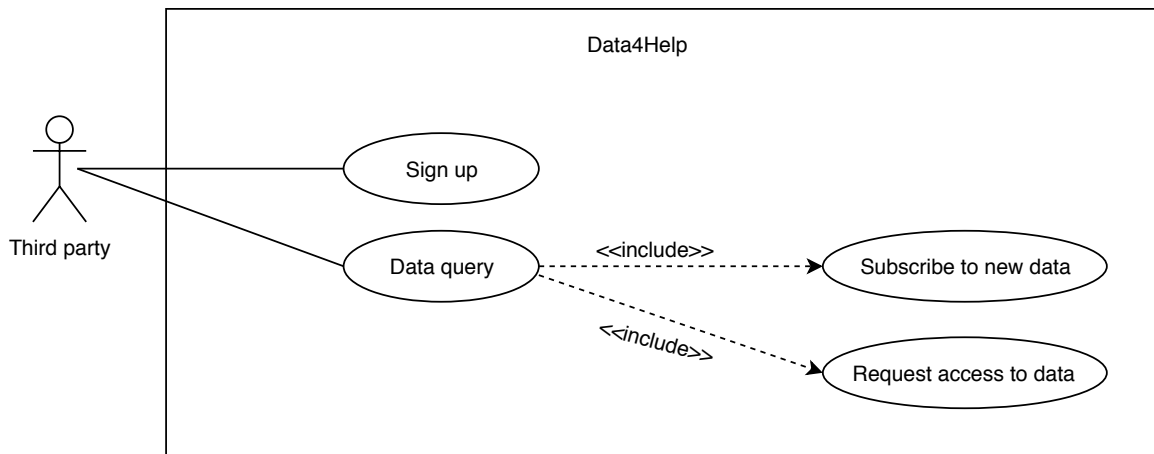 Data4Help
Sign up
Third party
Data query
<<include>>
Subscribe to new data
<<include>>
Request access to data